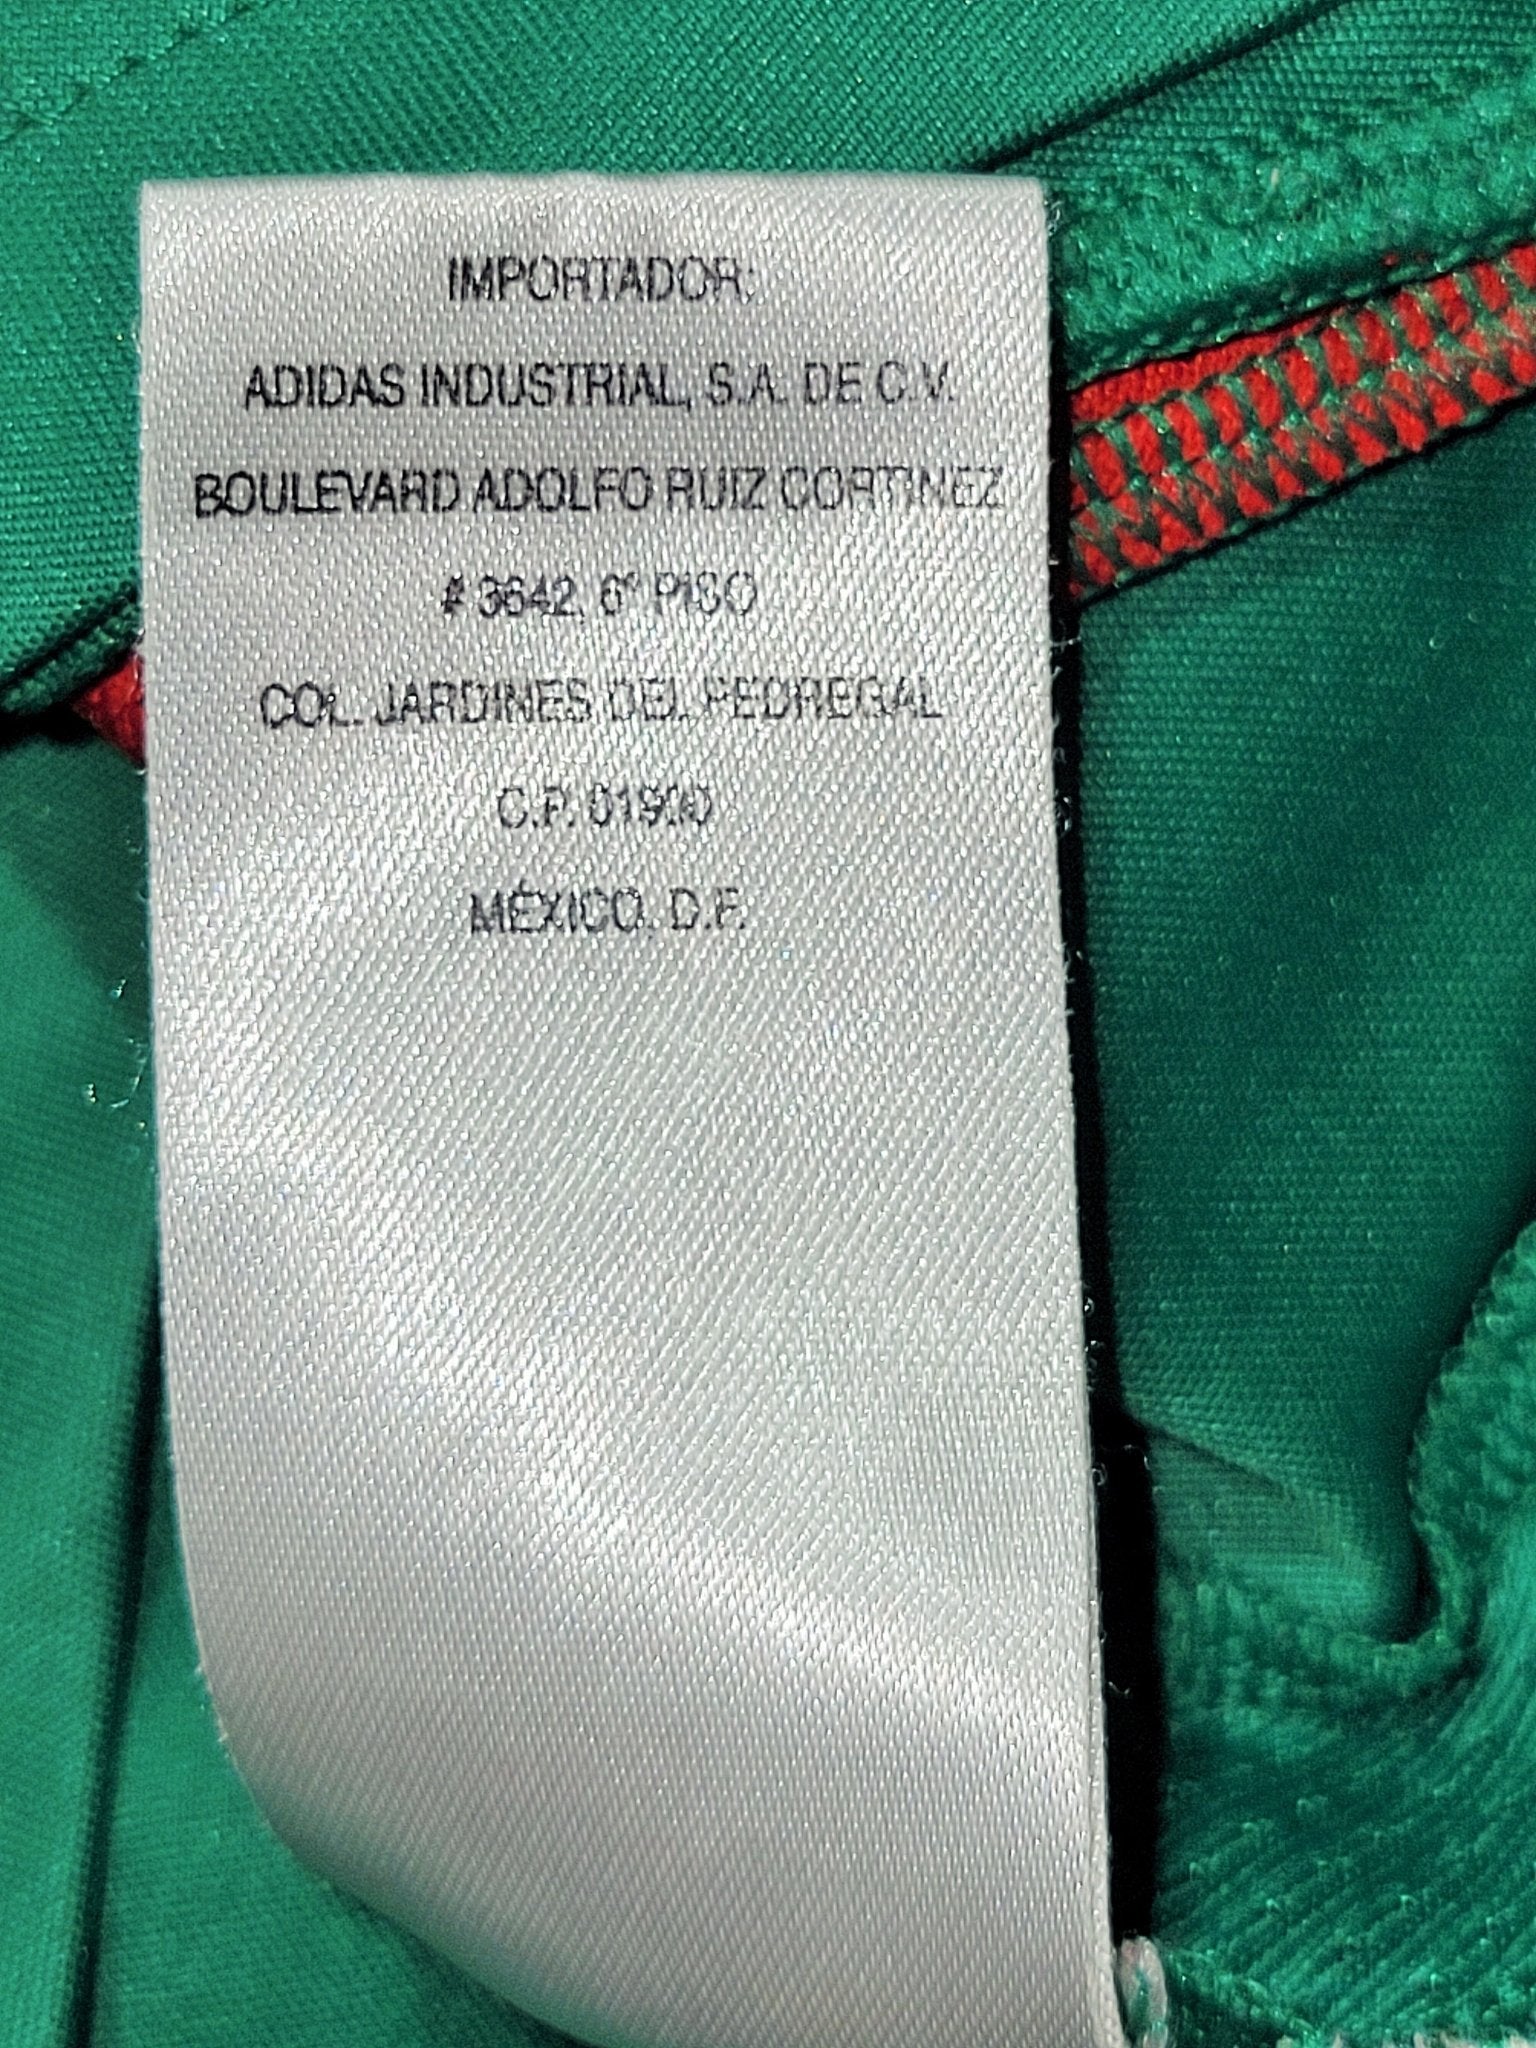 IMPORTADOR:
ADIDAS INDUSTRIAL, S.A. DE C.V.
BOULEVARD ADOLFO RUIZ CORTINEZ
# 3642, 6° PISO
COL. JARDINES DEL PEDREGAL
C.P. 01900
MÉXICO, D.F.